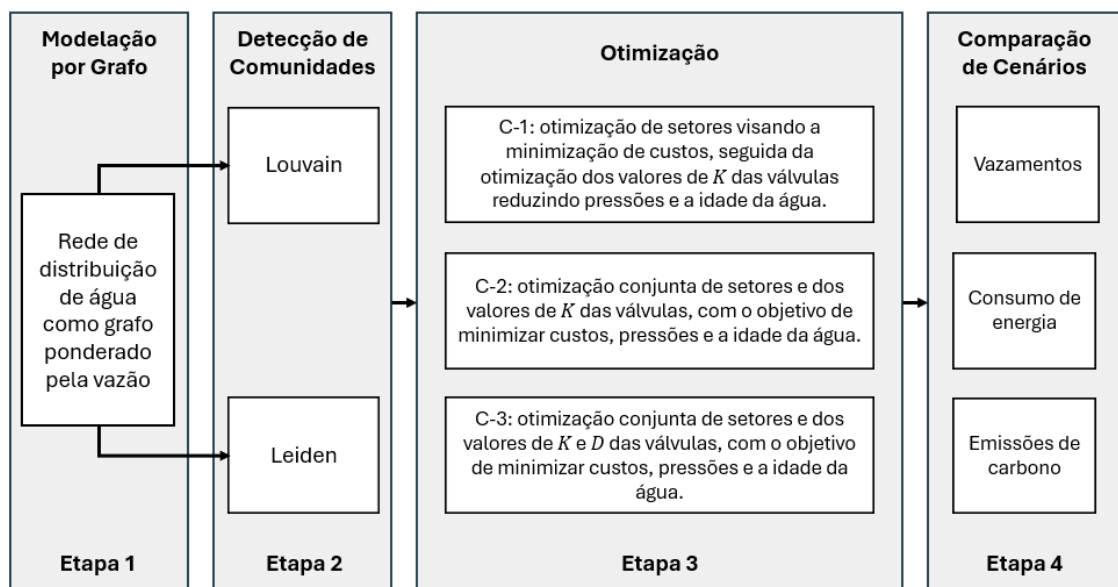 Modelação
por Grafo
Rede de
distribuição
de água
como grafo
ponderado
pela vazão
Etapa 1
Detecção de
Comunidades
Louvain
Leiden
Etapa 2
Otimização
C-1: otimização de setores visando a
minimização de custos, seguida da
otimização dos valores de K das válvulas
reduzindo pressões e a idade da água.
C-2: otimização conjunta de setores e dos
valores de K das válvulas, com o objetivo de
minimizar custos, pressões e a idade da água.
C-3: otimização conjunta de setores e dos
valores de K e D das válvulas, com o objetivo
de minimizar custos, pressões e a idade da
água.
Etapa 3
Comparação
de Cenários
Vazamentos
Consumo de
energia
Emissões de
carbono
Etapa 4